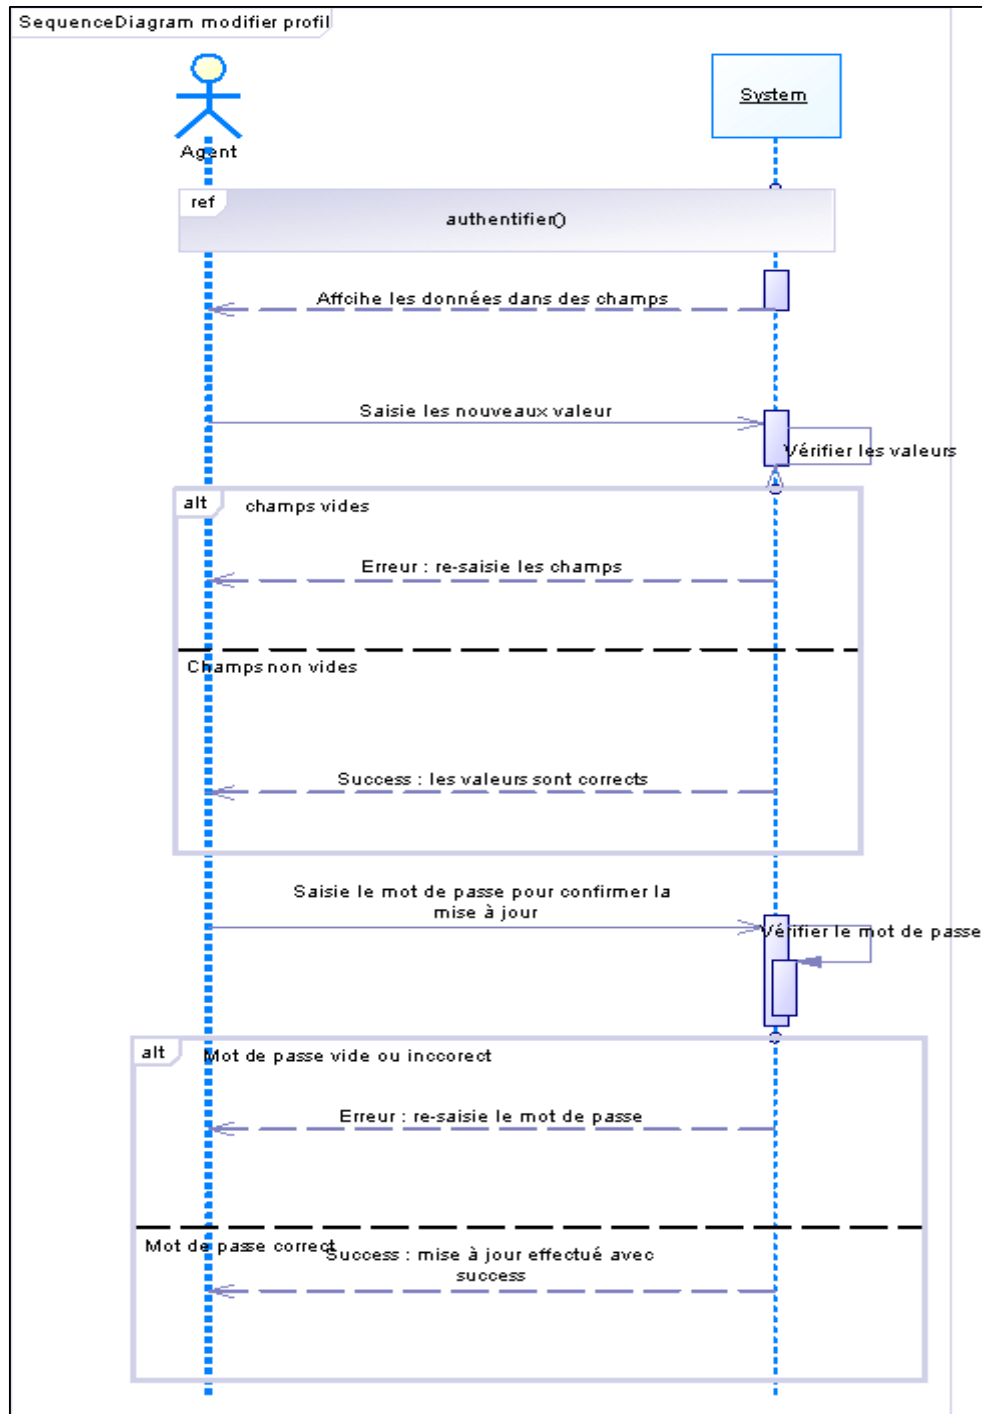 SequenceDiagram modifier profil
System
Agent
ref
authentifier()
Affcihe les données dans des champs
Saisie les nouveaux valeur
Vérifier les valeurs
alt
champs vides
Erreur : re-saisie les champs
Champs non vides
Success : les valeurs sont corrects
Saisie le mot de passe pour confirmer la
mise à jour
Vérifier le mot de passe
alt
Mot de passe vide ou inccorect
Erreur : re-saisie le mot de passe
Mot de passe correct
Success : mise à jour effectué avec
success